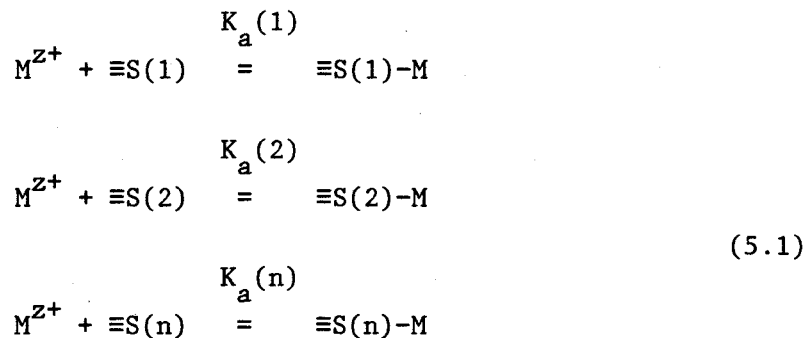 K_a(1)
M^{z+} + ≡S(1) = ≡S(1)-M
K_a(2)
M^{z+} + ≡S(2) = ≡S(2)-M
(5.1)
K_a(n)
M^{z+} + ≡S(n) = ≡S(n)-M